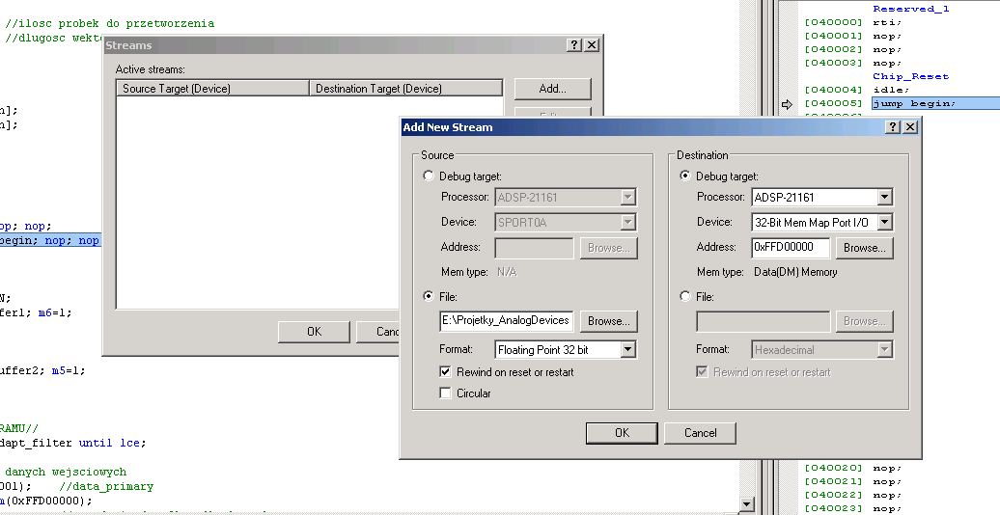 //ilosc probek do przetworzenia
//dlugosc wekt
n];
n];
op; nop;
begin; nop; nop
N;
fer1; m6=1;
uffer2; m5=1;
RAMU//
dapt_filter until lce;
danych wejsciowych
001); //data_primary
m(0xFFD00000);
Streams
Active streams:
Source Target (Device) Destination Target (Device)
Add...
OK
Canc
Add New Stream
Source
Debug target:
Processor: ADSP-21161
Device: SPORT0A
Address: Browse...
Mem type: N/A
File:
E:\Projetky_AnalogDevices Browse...
Format: Floating Point 32 bit
Rewind on reset or restart
Circular
Destination
Debug target:
Processor: ADSP-21161
Device: 32-Bit Mem Map Port I/O
Address: 0xFFD00000 Browse...
Mem type: Data(DM) Memory
File:
Browse...
Format: Hexadecimal
Rewind on reset or restart
OK Cancel
Reserved_1
[040000] rti;
[040001] nop;
[040002] nop;
[040003] nop;
Chip_Reset
[040004] idle;
[040005] jump begin;
[040020] nop;
[040021] nop;
[040022] nop;
[040023] nop;